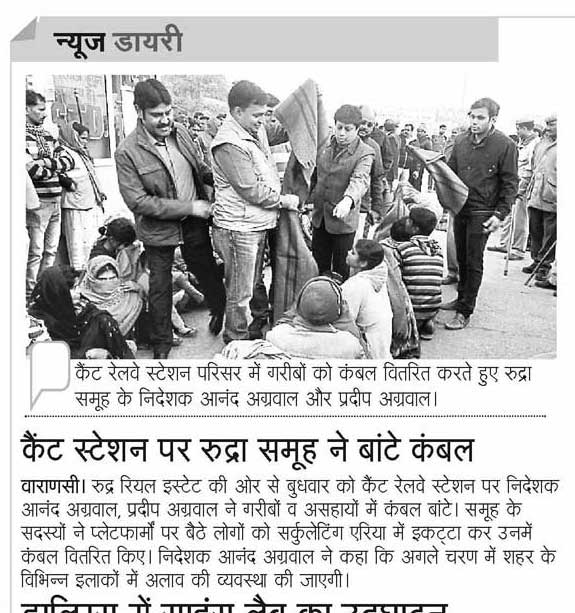 न्यूज डायरी
कैंट रेलवे स्टेशन परिसर में गरीबों को कंबल वितरित करते हुए रुद्रा
समूह के निदेशक आनंद अग्रवाल और प्रदीप अग्रवाल।
कैंट स्टेशन पर रुद्रा समूह ने बांटे कंबल
वाराणसी। रुद्र रियल इस्टेट की ओर से बुधवार को कैंट रेलवे स्टेशन पर निदेशक
आनंद अग्रवाल, प्रदीप अग्रवाल ने गरीबों व असहायों में कंबल बांटे। समूह के
सदस्यों ने प्लेटफार्मों पर बैठे लोगों को सर्कुलेटिंग एरिया में इकट्टा कर उनमें
कंबल वितरित किए। निदेशक आनंद अग्रवाल ने कहा कि अगले चरण में शहर के
विभिन्न इलाकों में अलाव की व्यवस्था की जाएगी।